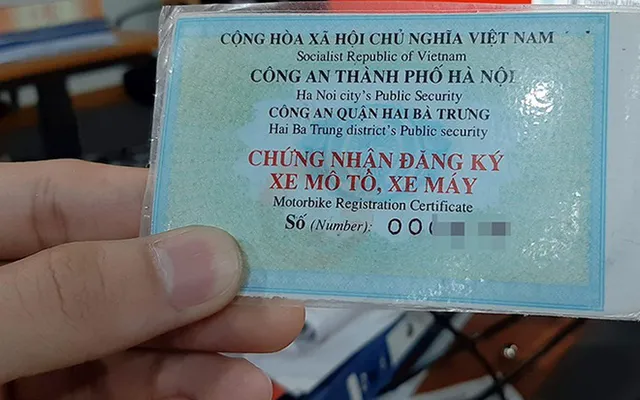 CỘNG HÒA XÃ HỘI CHỦ NGHĨA VIỆT NAM
Socialist Republic of Vietnam
CÔNG AN THÀNH PHỐ HÀ NỘI
Ha Noi city's Public Security
CÔNG AN QUẬN HAI BÀ TRƯNG
Hai Ba Trung district's Public security
CHỨNG NHẬN ĐĂNG KÝ
XE MÔ TÔ, XE MÁY
Motorbike Registration Certificate
Số (Number): 00